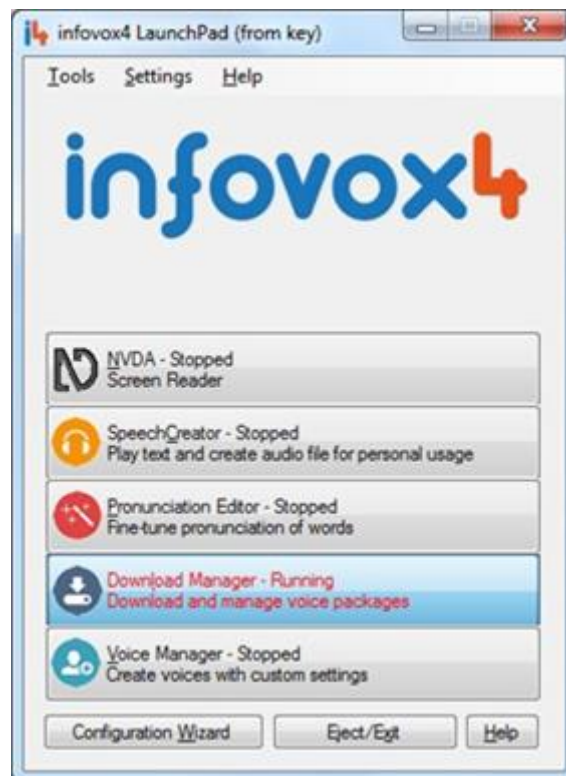 infovox4 LaunchPad (from key)
Tools Settings Help
infovox4
NVDA - Stopped
Screen Reader
SpeechCreator - Stopped
Play text and create audio file for personal usage
Pronunciation Editor - Stopped
Fine-tune pronunciation of words
Download Manager - Running
Download and manage voice packages
Voice Manager - Stopped
Create voices with custom settings
Configuration Wizard Eject/Exit Help